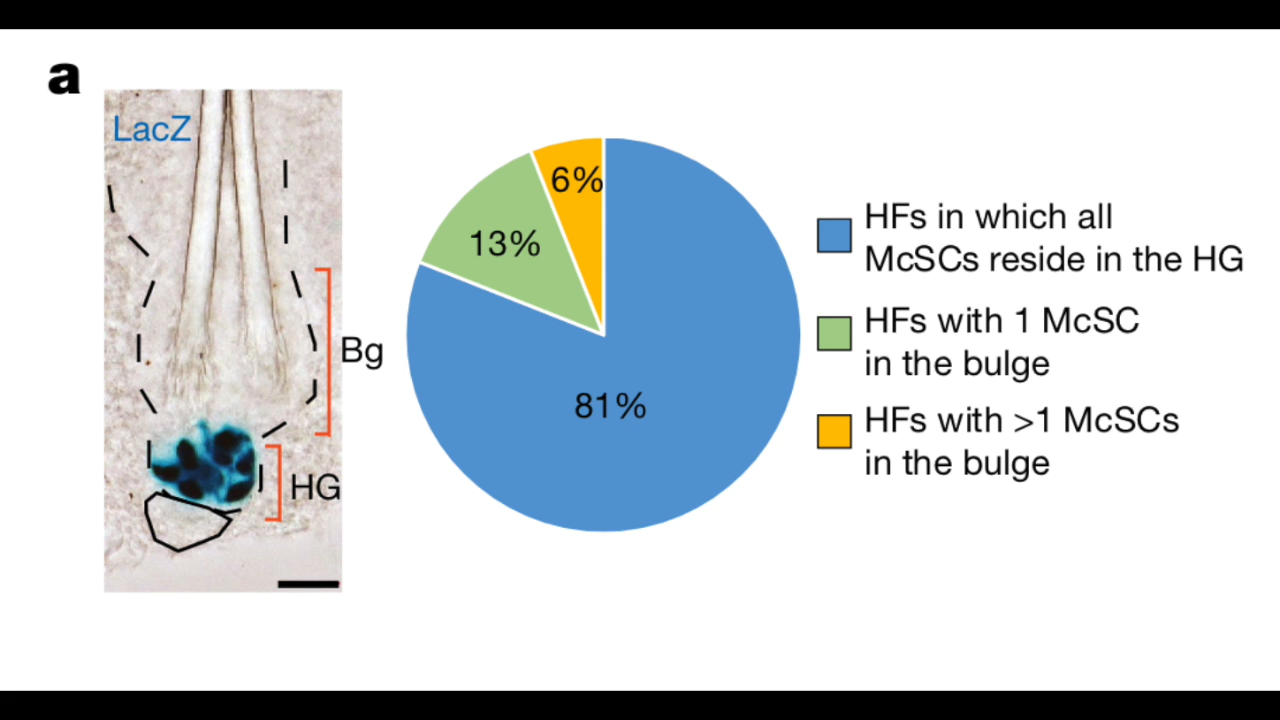 a
LacZ
Bg
HG
6%
13%
81%
HFs in which all
McSCs reside in the HG
HFs with 1 McSC
in the bulge
HFs with >1 McSCs
in the bulge